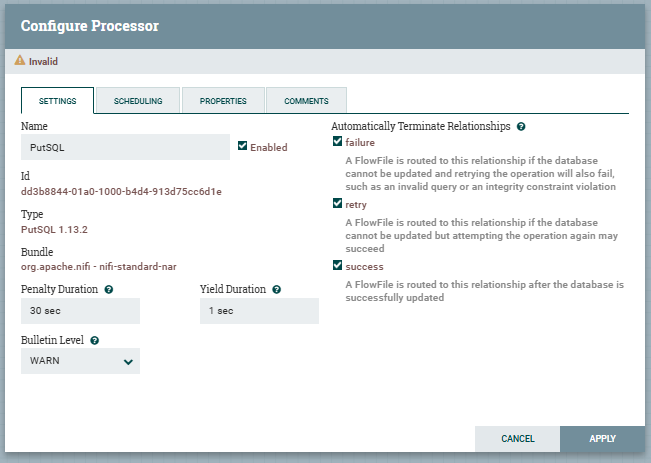 Configure Processor
Invalid
SETTINGS
SCHEDULING
PROPERTIES
COMMENTS
Name
PutSQL
Enabled
Id
dd3b8844-01a0-1000-b4d4-913d75cc6d1e
Type
PutSQL 1.13.2
Bundle
org.apache.nifi - nifi-standard-nar
Penalty Duration
Yield Duration
30 sec
1 sec
Bulletin Level
WARN
Automatically Terminate Relationships
failure
A FlowFile is routed to this relationship if the database
cannot be updated and retrying the operation will also fail,
such as an invalid query or an integrity constraint violation
retry
A FlowFile is routed to this relationship if the database
cannot be updated but attempting the operation again may
succeed
success
A FlowFile is routed to this relationship after the database is
successfully updated
CANCEL
APPLY